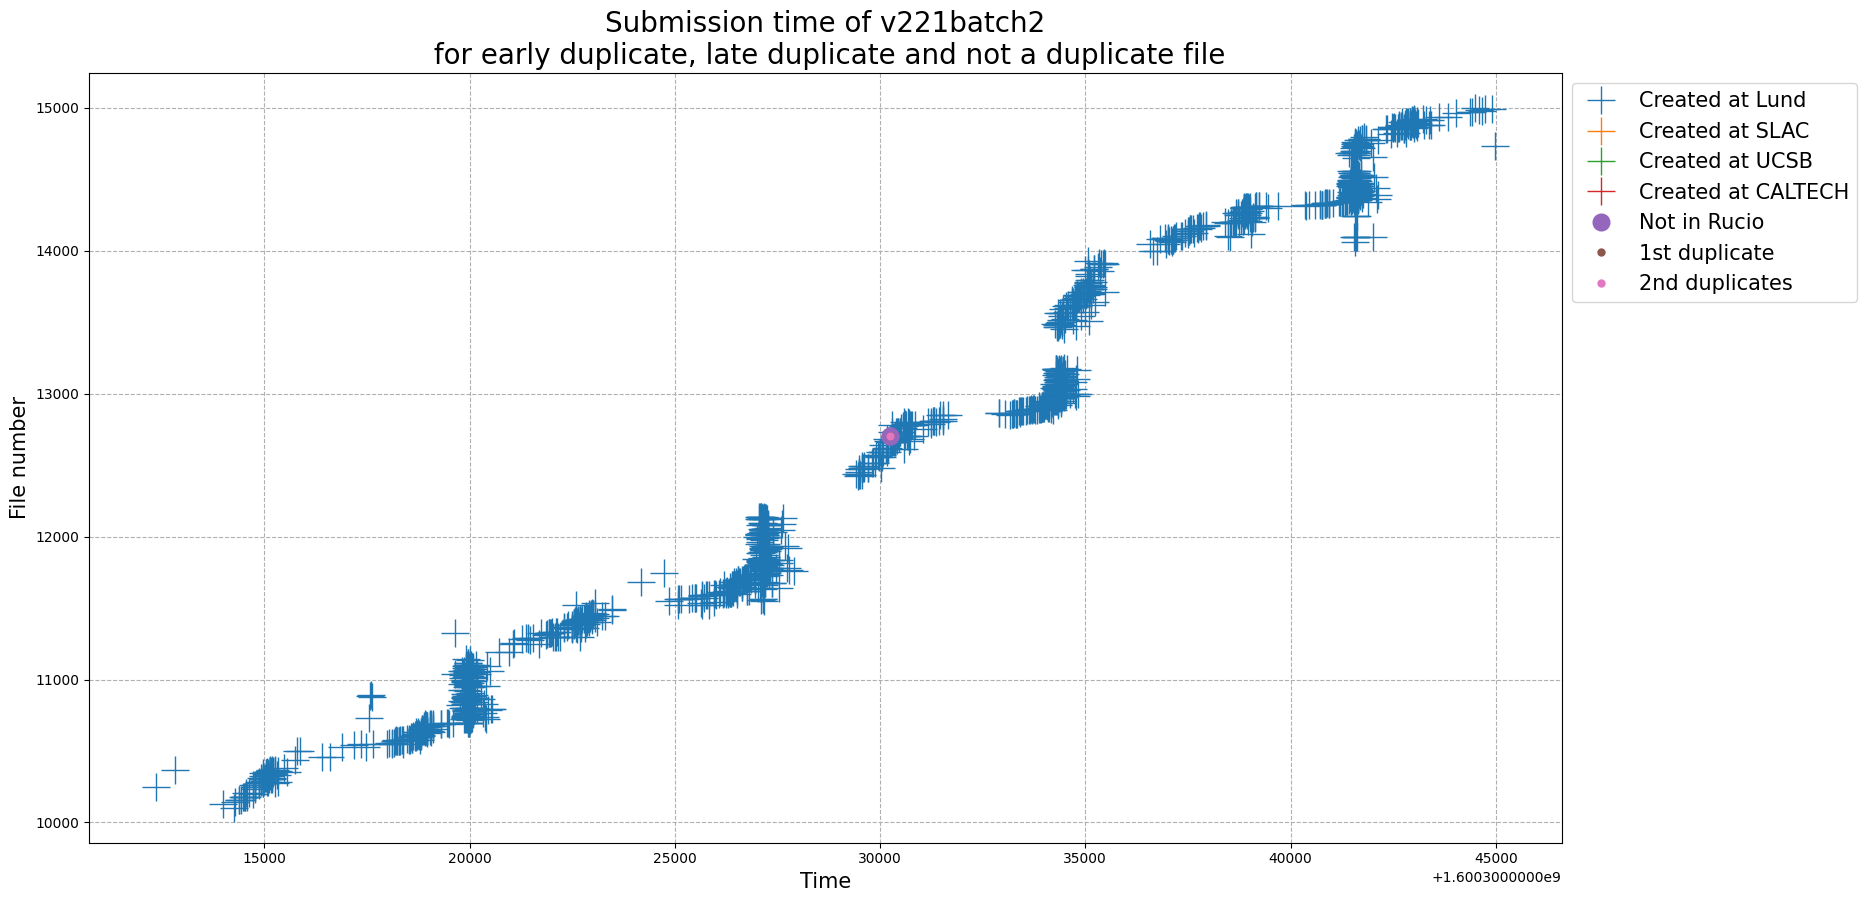 Submission time of v221batch2
for early duplicate, late duplicate and not a duplicate file
File number
15000
14000
13000
12000
11000
10000
15000 20000 25000 30000 35000 40000 45000
+1.6003000000e9
Time
Created at Lund
Created at SLAC
Created at UCSB
Created at CALTECH
Not in Rucio
1st duplicate
2nd duplicates